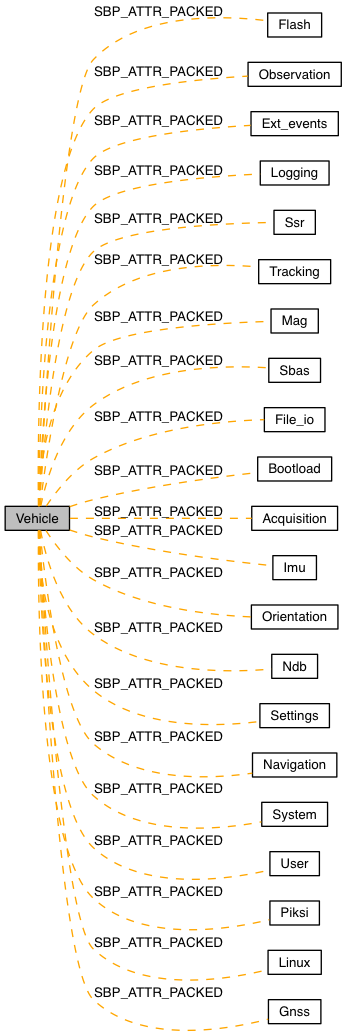 SBP_ATTR_PACKED
Flash
SBP_ATTR_PACKED
Observation
SBP_ATTR_PACKED
Ext_events
SBP_ATTR_PACKED
Logging
SBP_ATTR_PACKED
Ssr
SBP_ATTR_PACKED
Tracking
SBP_ATTR_PACKED
Mag
SBP_ATTR_PACKED
Sbas
SBP_ATTR_PACKED
File_io
SBP_ATTR_PACKED
Bootload
Vehicle
SBP_ATTR_PACKED
Acquisition
SBP_ATTR_PACKED
Imu
SBP_ATTR_PACKED
Orientation
SBP_ATTR_PACKED
Ndb
SBP_ATTR_PACKED
Settings
SBP_ATTR_PACKED
Navigation
SBP_ATTR_PACKED
System
SBP_ATTR_PACKED
User
SBP_ATTR_PACKED
Piksi
SBP_ATTR_PACKED
Linux
SBP_ATTR_PACKED
Gnss